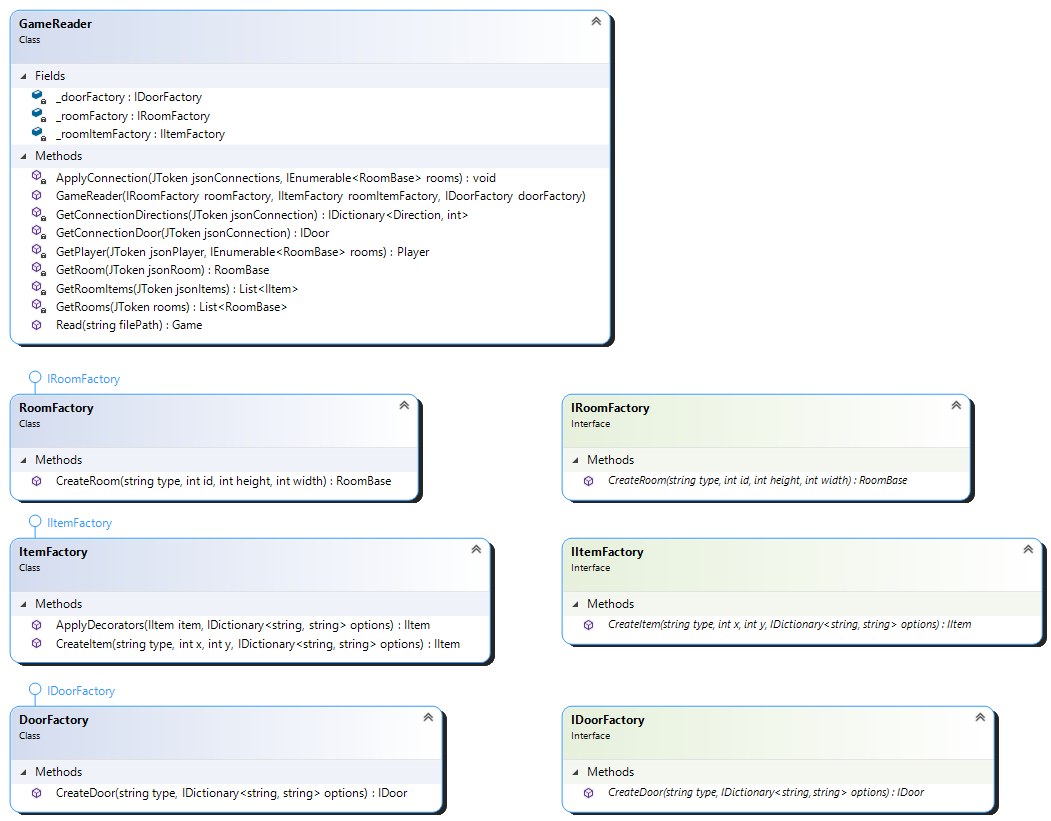 GameReader
Class
Fields
_doorFactory : IDoorFactory
_roomFactory : IRoomFactory
_roomItemFactory : IItemFactory
Methods
ApplyConnection(JToken jsonConnections, IEnumerable<RoomBase> rooms) : void
GameReader(IRoomFactory roomFactory, IItemFactory roomItemFactory, IDoorFactory doorFactory)
GetConnectionDirections(JToken jsonConnection) : IDictionary<Direction, int>
GetConnectionDoor(JToken jsonConnection) : IDoor
GetPlayer(JToken jsonPlayer, IEnumerable<RoomBase> rooms) : Player
GetRoom(JToken jsonRoom) : RoomBase
GetRoomItems(JToken jsonItems) : List<IItem>
GetRooms(JToken rooms) : List<RoomBase>
Read(string filePath) : Game
IRoomFactory
RoomFactory
Class
Methods
CreateRoom(string type, int id, int height, int width) : RoomBase
IRoomFactory
Interface
Methods
CreateRoom(string type, int id, int height, int width) : RoomBase
IItemFactory
ItemFactory
Class
Methods
ApplyDecorators(IItem item, IDictionary<string, string> options) : IItem
CreateItem(string type, int x, int y, IDictionary<string, string> options) : IItem
IItemFactory
Interface
Methods
CreateItem(string type, int x, int y, IDictionary<string, string> options) : IItem
IDoorFactory
DoorFactory
Class
Methods
CreateDoor(string type, IDictionary<string, string> options) : IDoor
IDoorFactory
Interface
Methods
CreateDoor(string type, IDictionary<string, string> options) : IDoor